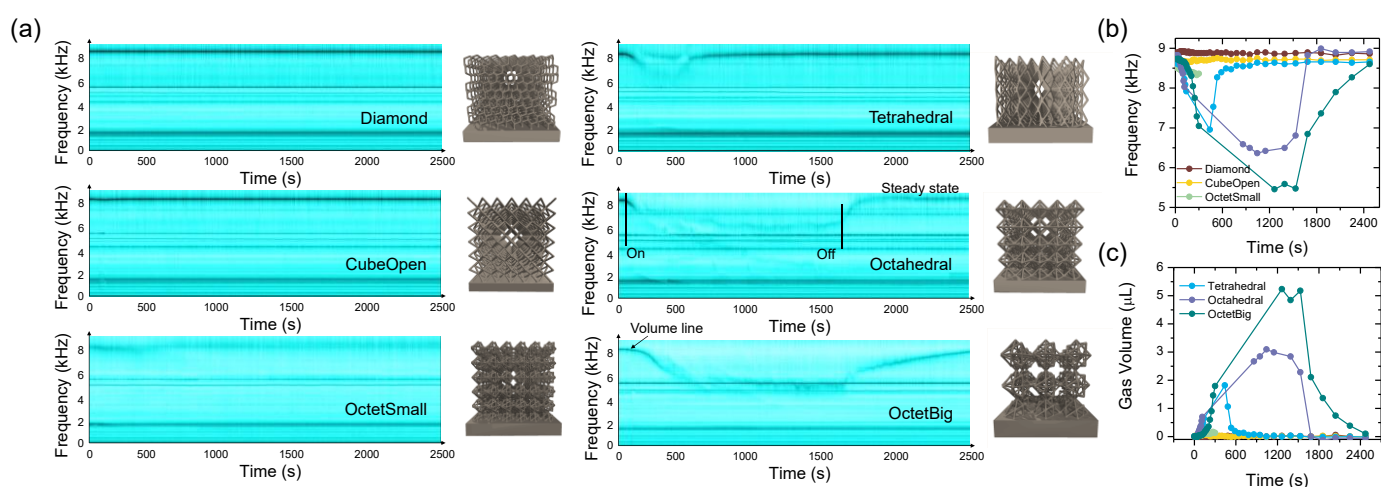 (a)
Frequency (kHz)
8
6
4
2
0
Diamond
0
500
1000
1500
2000
2500
Time (s)
Frequency (kHz)
8
6
4
2
0
Tetrahedral
0
500
1000
1500
2000
2500
Time (s)
Frequency (kHz)
8
6
4
2
0
CubeOpen
0
500
1000
1500
2000
2500
Time (s)
Frequency (kHz)
8
6
4
2
0
Steady state
On
Off
Octahedral
0
500
1000
1500
2000
2500
Time (s)
Frequency (kHz)
8
6
4
2
0
OctetSmall
0
500
1000
1500
2000
2500
Time (s)
Frequency (kHz)
8
6
4
2
0
Volume line
OctetBig
0
500
1000
1500
2000
2500
Time (s)
(b)
Frequency (kHz)
9
8
7
6
5
Diamond
CubeOpen
OctetSmall
0
600
1200
1800
2400
Time (s)
(c)
Gas Volume (μL)
6
5
4
3
2
1
0
Tetrahedral
Octahedral
OctetBig
0
600
1200
1800
2400
Time (s)